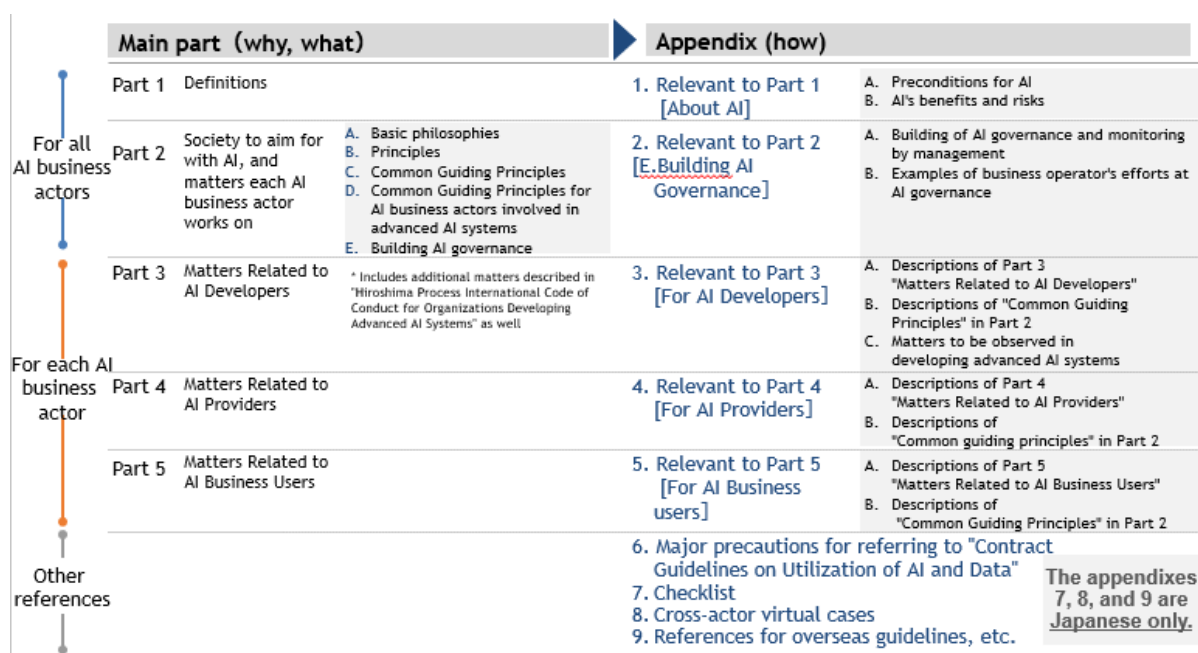 Main part (why, what)
Appendix (how)
For all
AI business
actors
Part 1
Definitions
1. Relevant to Part 1
[About AI]
A. Preconditions for AI
B. AI's benefits and risks
Part 2
Society to aim for
with AI, and
matters each AI
business actor
works on
A. Basic philosophies
B. Principles
C. Common Guiding Principles
D. Common Guiding Principles for
AI business actors involved in
advanced AI systems
E. Building AI governance
2. Relevant to Part 2
[E.Building AI
Governance]
A. Building of AI governance and monitoring
by management
B. Examples of business operator's efforts at
AI governance
For each AI
business
actor
Part 3
Matters Related to
AI Developers
* Includes additional matters described in
"Hiroshima Process International Code of
Conduct for Organizations Developing
Advanced AI Systems" as well
3. Relevant to Part 3
[For AI Developers]
A. Descriptions of Part 3
"Matters Related to AI Developers"
B. Descriptions of "Common Guiding
Principles" in Part 2
C. Matters to be observed in
developing advanced AI systems
Part 4
Matters Related to
AI Providers
4. Relevant to Part 4
[For AI Providers]
A. Descriptions of Part 4
"Matters Related to AI Providers"
B. Descriptions of
"Common guiding principles" in Part 2
Part 5
Matters Related to
AI Business Users
5. Relevant to Part 5
[For AI Business
users]
A. Descriptions of Part 5
"Matters Related to AI Business Users"
B. Descriptions of
"Common Guiding Principles" in Part 2
Other
references
6. Major precautions for referring to "Contract
Guidelines on Utilization of AI and Data"
7. Checklist
8. Cross-actor virtual cases
9. References for overseas guidelines, etc.
The appendixes
7, 8, and 9 are
Japanese only.